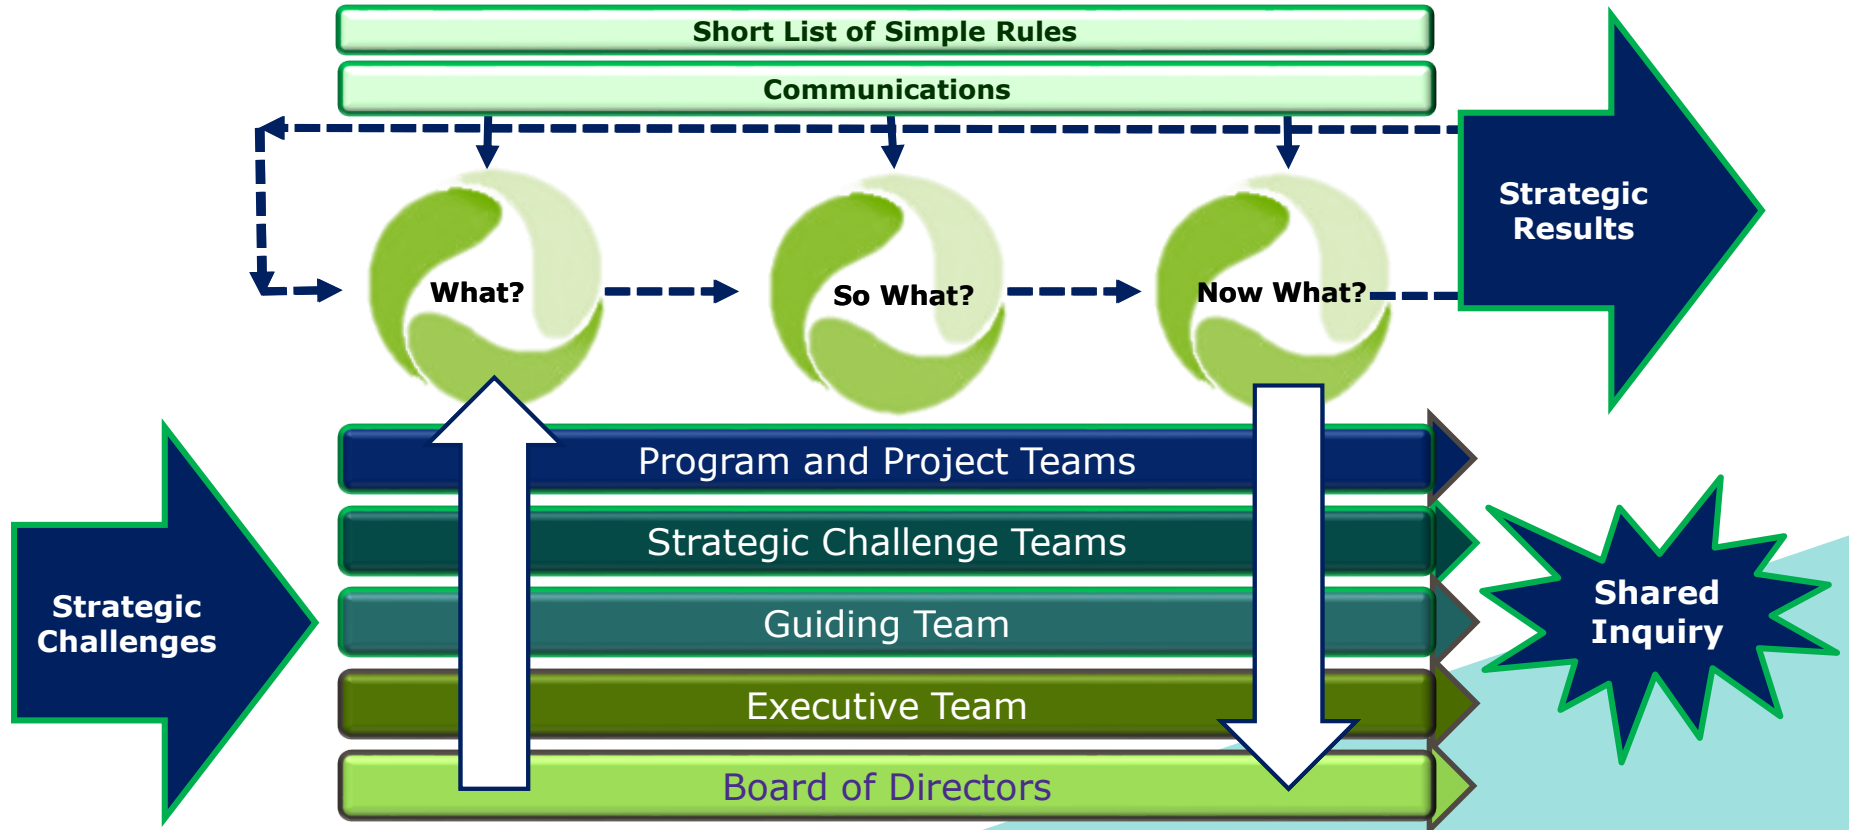 Short List of Simple Rules
Communications
What?
So What?
Now What?
Strategic
Results
Strategic
Challenges
Program and Project Teams
Strategic Challenge Teams
Guiding Team
Executive Team
Board of Directors
Shared
Inquiry